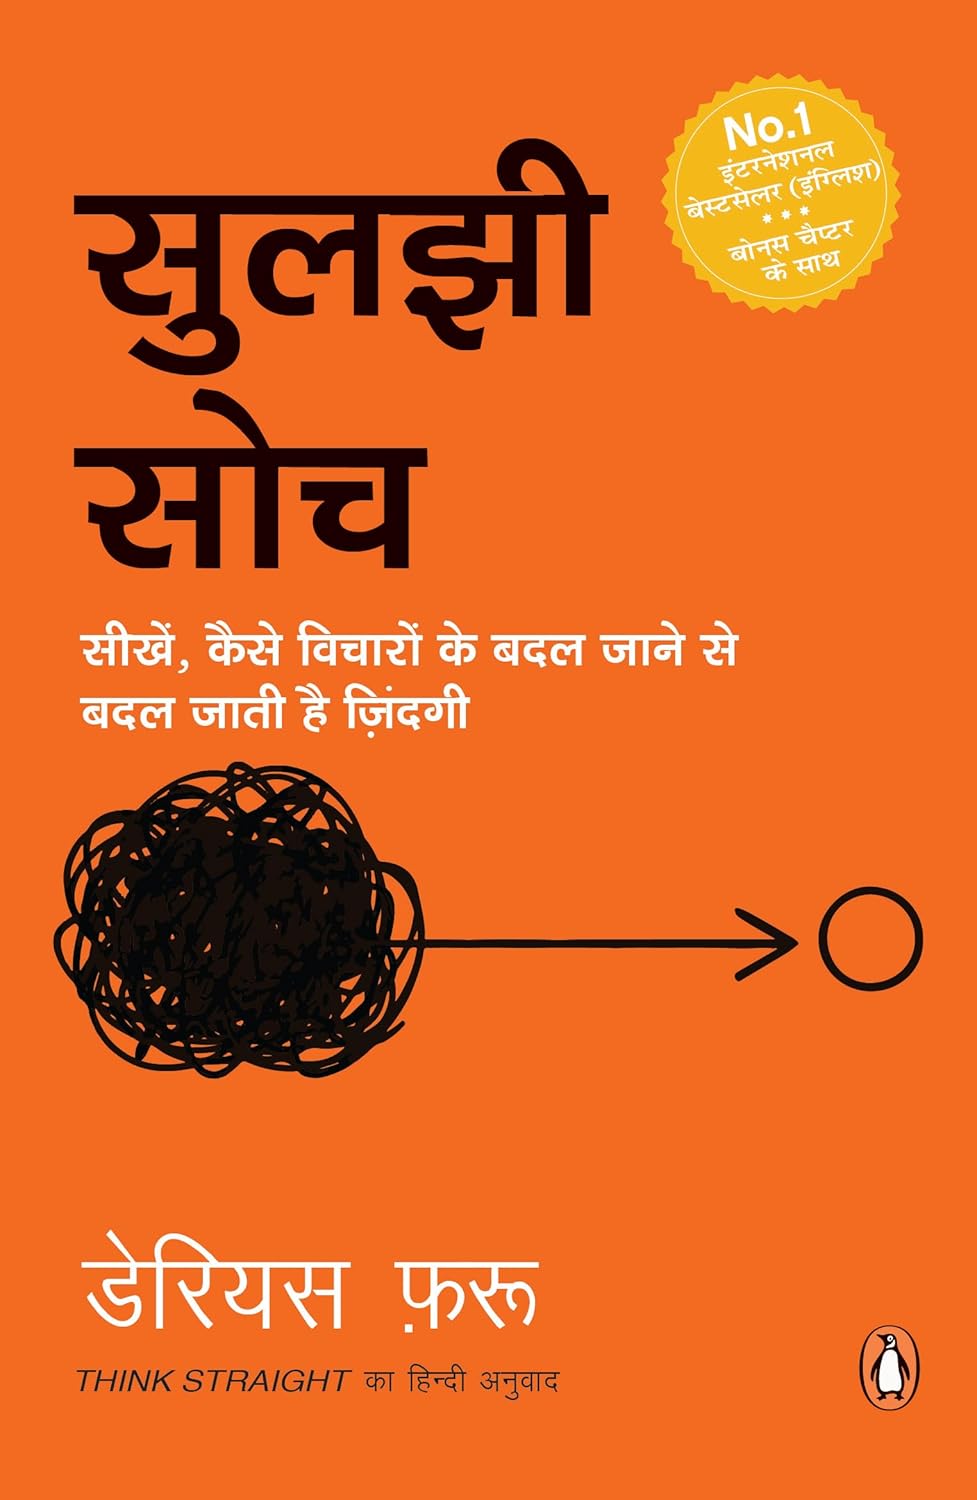 No.1
इंटरनेशनल
बेस्टसेलर (इंग्लिश)
***
बोनस चैप्टर
के साथ
सुलझी
सोच
सीखें, कैसे विचारों के बदल जाने से
बदल जाती है ज़िंदगी
डेरियस फ़रू
THINK STRAIGHT का हिन्दी अनुवाद